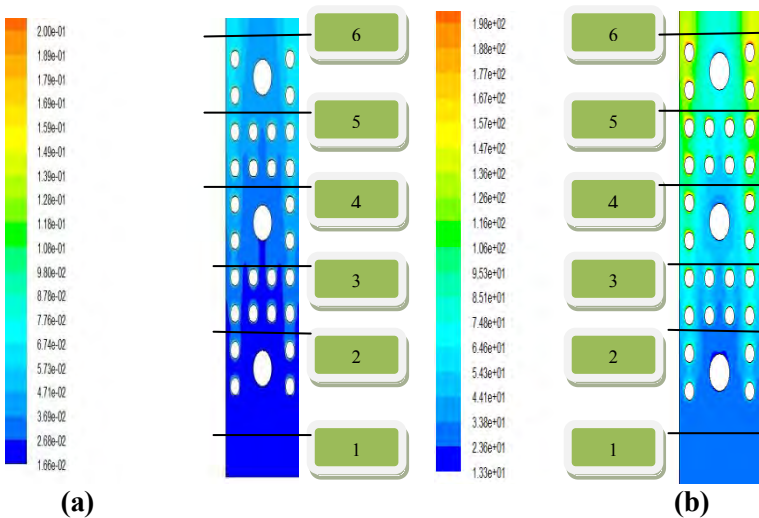 2.00e-01
1.90e-01
1.79e-01
1.69e-01
1.59e-01
1.49e-01
1.39e-01
1.29e-01
1.18e-01
1.08e-01
9.80e-02
8.78e-02
7.76e-02
6.74e-02
5.73e-02
4.71e-02
3.69e-02
2.68e-02
1.66e-02
6
5
4
3
2
1
1.98e+02
1.88e+02
1.77e+02
1.67e+02
1.57e+02
1.47e+02
1.36e+02
1.26e+02
1.16e+02
1.06e+02
9.53e+01
8.51e+01
7.48e+01
6.46e+01
5.44e+01
4.41e+01
3.38e+01
2.36e+01
1.33e+01
6
5
4
3
2
1
(a)
(b)